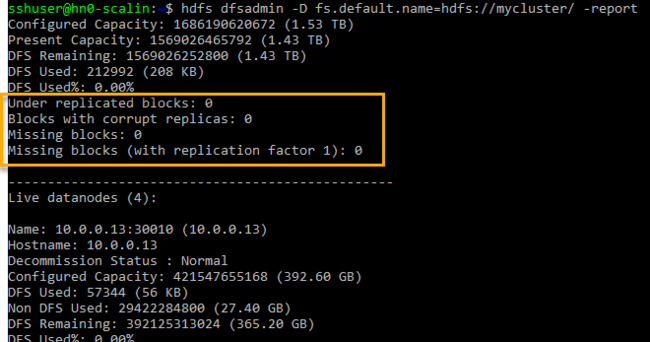 sshuser@hn0-scalin:~$ hdfs dfsadmin -D fs.default.name=hdfs://mycluster/ -report
Configured Capacity: 1686190620672 (1.53 TB)
Present Capacity: 1569026465792 (1.43 TB)
DFS Remaining: 1569026252800 (1.43 TB)
DFS Used: 212992 (208 KB)
DFS Used%: 0.00%
Under replicated blocks: 0
Blocks with corrupt replicas: 0
Missing blocks: 0
Missing blocks (with replication factor 1): 0
-------------------------------------------------
Live datanodes (4):
Name: 10.0.0.13:30010 (10.0.0.13)
Hostname: 10.0.0.13
Decommission Status : Normal
Configured Capacity: 421547655168 (392.60 GB)
DFS Used: 57344 (56 KB)
Non DFS Used: 29422284800 (27.40 GB)
DFS Remaining: 392125313024 (365.20 GB)
DFS Used%: 0.00%